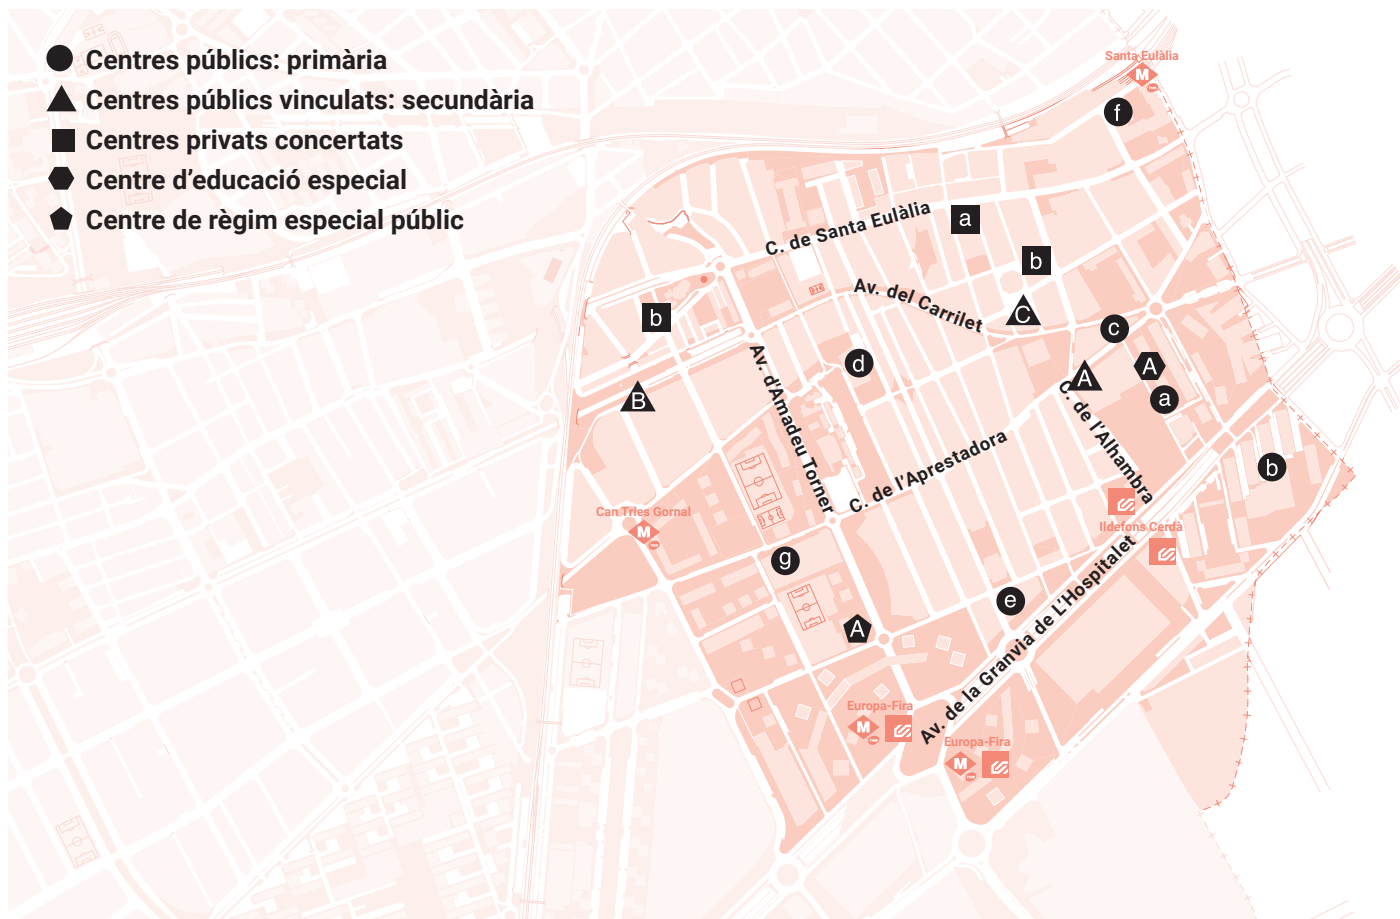 Centres públics: primària
Centres públics vinculats: secundària
Centres privats concertats
Centre d’educació especial
Centre de règim especial públic
Santa Eulàlia
M
f
a
C. de Santa Eulàlia
b
Av. del Carrilet
b
C
c
d
A
A
Av. d'Amadeu Torner
B
a
C. de l'Alhambra
C. de l'Aprestadora
b
Can Tries Gornal
M
Ildefons Cerdà
g
e
A
Av. de la Granvia de L'Hospitalet
Europa-Fira
M
Europa-Fira
M